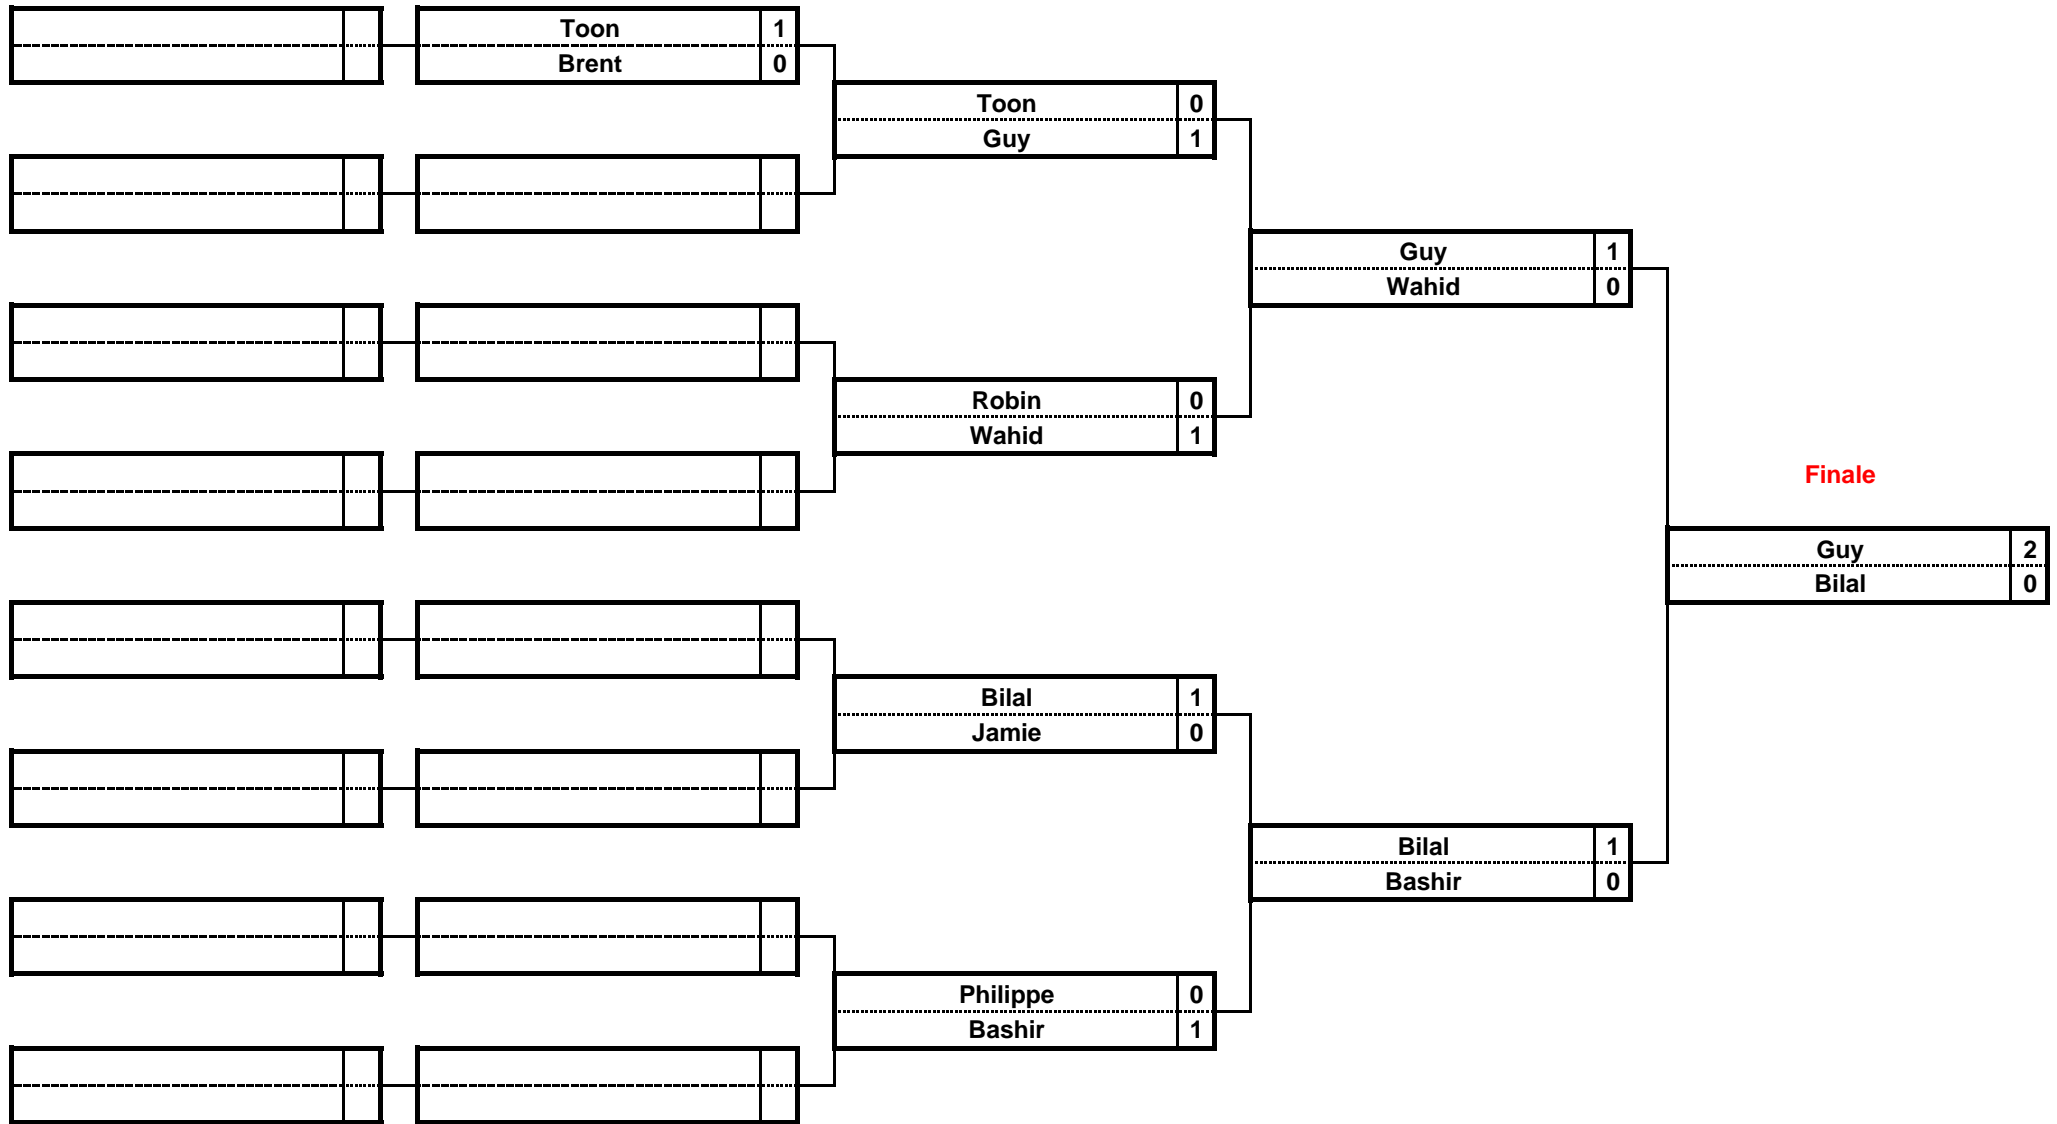 Toon 1
Brent 0
Toon 0
Guy 1
Guy 1
Wahid 0
Robin 0
Wahid 1
Finale
Guy 2
Bilal 0
Bilal 1
Jamie 0
Bilal 1
Bashir 0
Philippe 0
Bashir 1